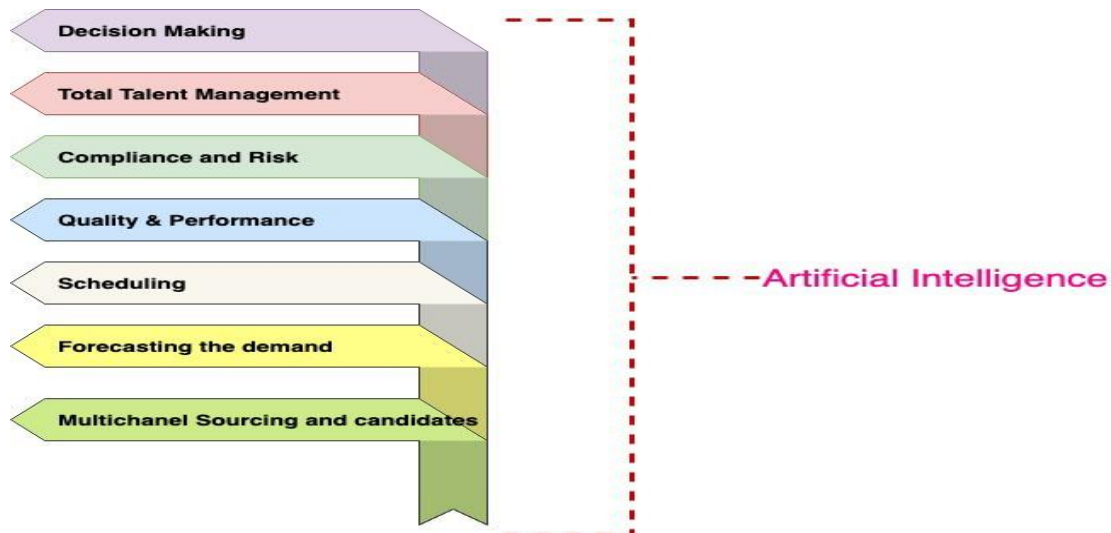 Decision Making
Total Talent Management
Compliance and Risk
Quality & Performance
Scheduling
Artificial Intelligence
Forecasting the demand
Multichanel Sourcing and candidates